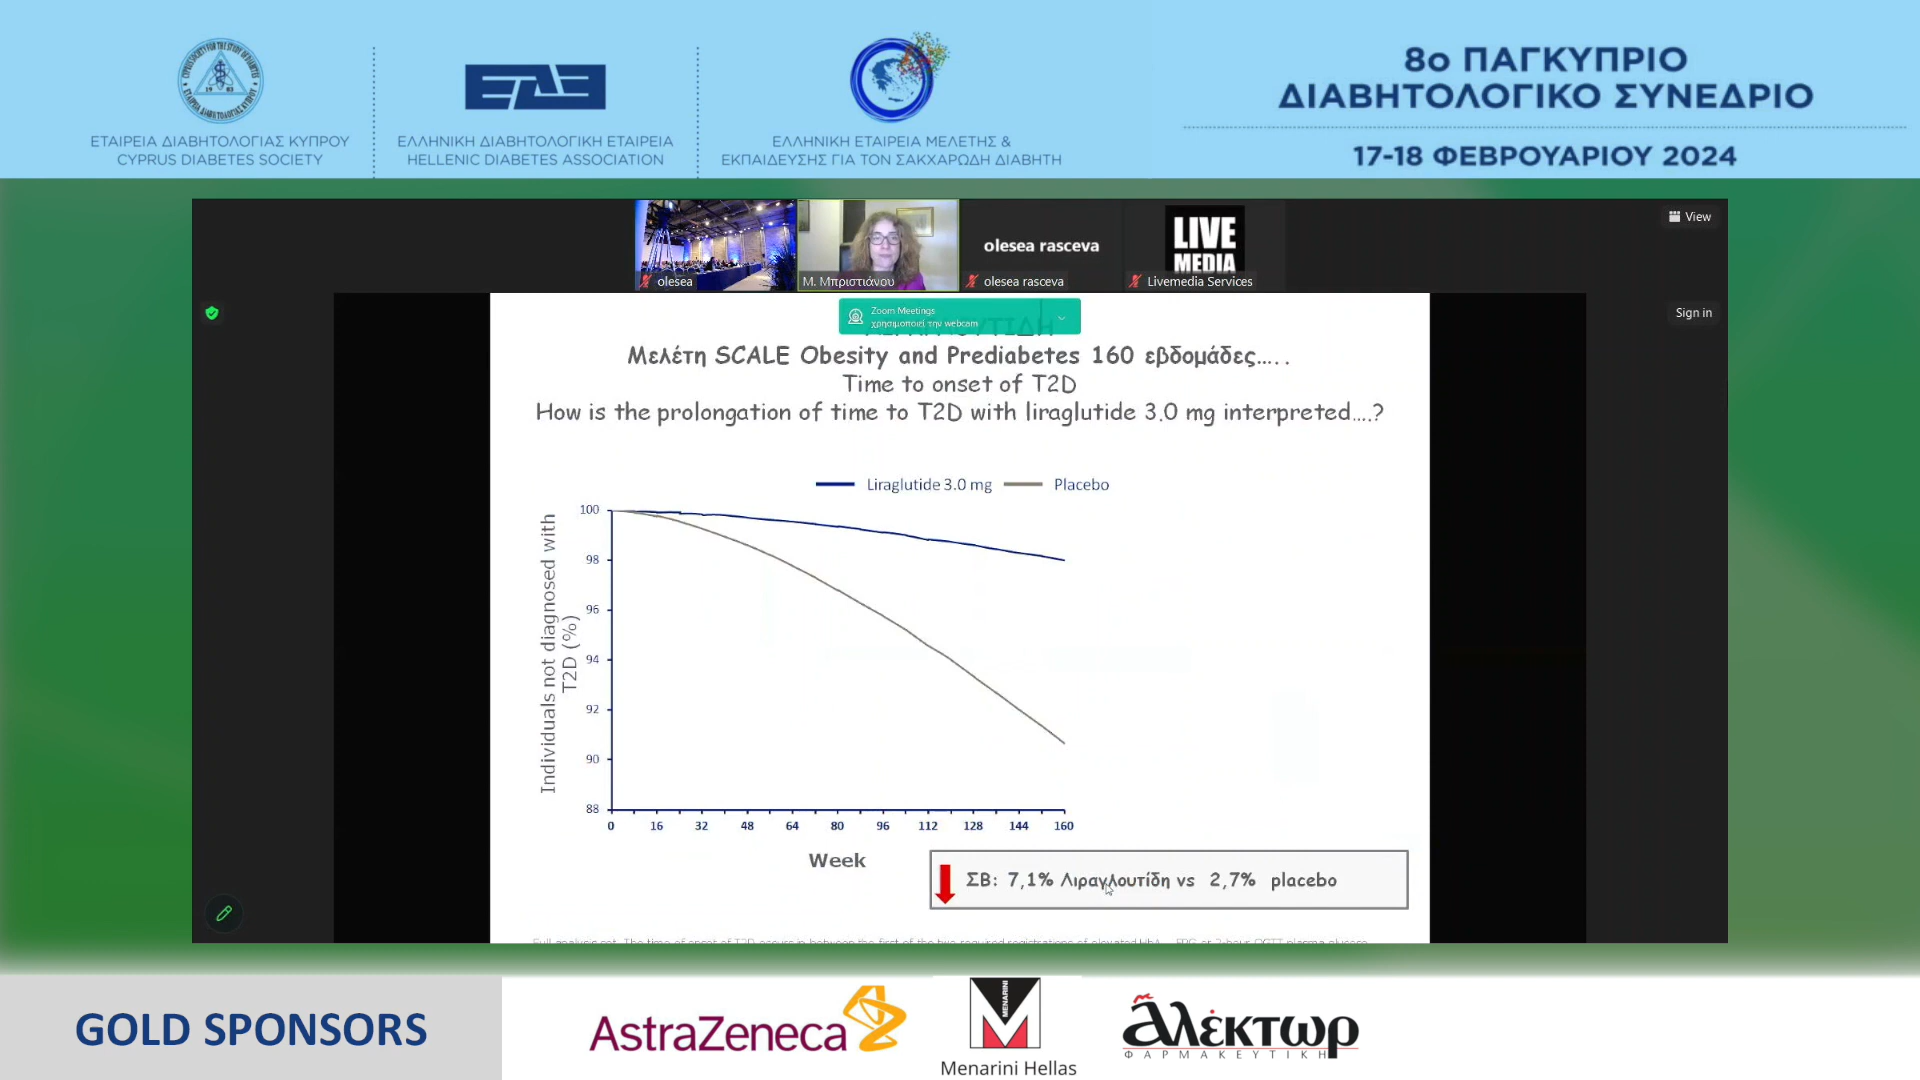 8ο ΠΑΓΚΥΠΡΙΟ
ΔΙΑΒΗΤΟΛΟΓΙΚΟ ΣΥΝΕΔΡΙΟ
17-18 ΦΕΒΡΟΥΑΡΙΟΥ 2024
ΕΤΑΙΡΕΙΑ ΔΙΑΒΗΤΟΛΟΓΙΑΣ ΚΥΠΡΟΥ
CYPRUS DIABETES SOCIETY
ΕΛΛΗΝΙΚΗ ΔΙΑΒΗΤΟΛΟΓΙΚΗ ΕΤΑΙΡΕΙΑ
HELLENIC DIABETES ASSOCIATION
ΕΛΛΗΝΙΚΗ ΕΤΑΙΡΕΙΑ ΜΕΛΕΤΗΣ &
ΕΚΠΑΙΔΕΥΣΗΣ ΓΙΑ ΤΟΝ ΣΑΚΧΑΡΩΔΗ ΔΙΑΒΗΤΗ
View
olesea
Μ. Μπριστιάνου
olesea rasceva
olesea rasceva
LIVE
MEDIA
Livemedia Services
Sign in
Zoom Meetings
χρησιμοποιεί την webcam
Μελέτη SCALE Obesity and Prediabetes 160 εβδομάδες.....
Time to onset of T2D
How is the prolongation of time to T2D with liraglutide 3.0 mg interpreted....?
Liraglutide 3.0 mg
Placebo
Individuals not diagnosed with
T2D (%)
100
98
96
94
92
90
88
0 16 32 48 64 80 96 112 128 144 160
Week
ΣΒ: 7,1% Λιραγλουτίδη vs 2,7% placebo
GOLD SPONSORS
AstraZeneca
MENARINI
Menarini Hellas
ἀλέκτωρ
ΦΑΡΜΑΚΕΥΤΙΚΗ